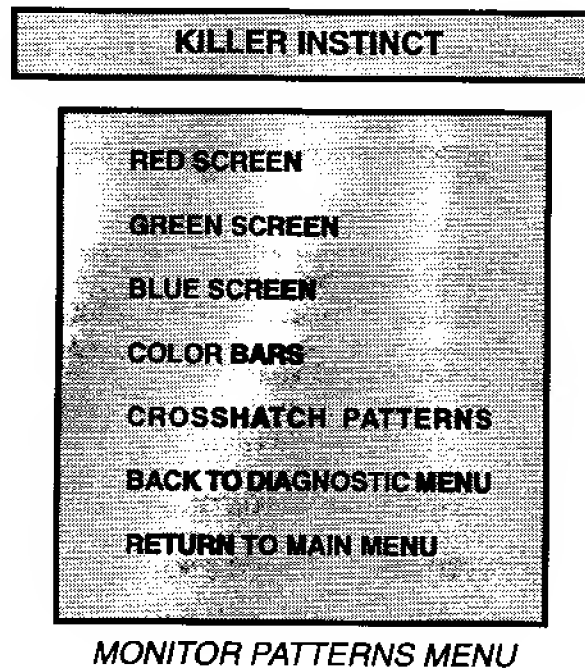 KILLER INSTINCT
RED SCREEN
GREEN SCREEN
BLUE SCREEN
COLOR BARS
CROSSHATCH PATTERNS
BACK TO DIAGNOSTIC MENU
RETURN TO MAIN MENU
MONITOR PATTERNS MENU